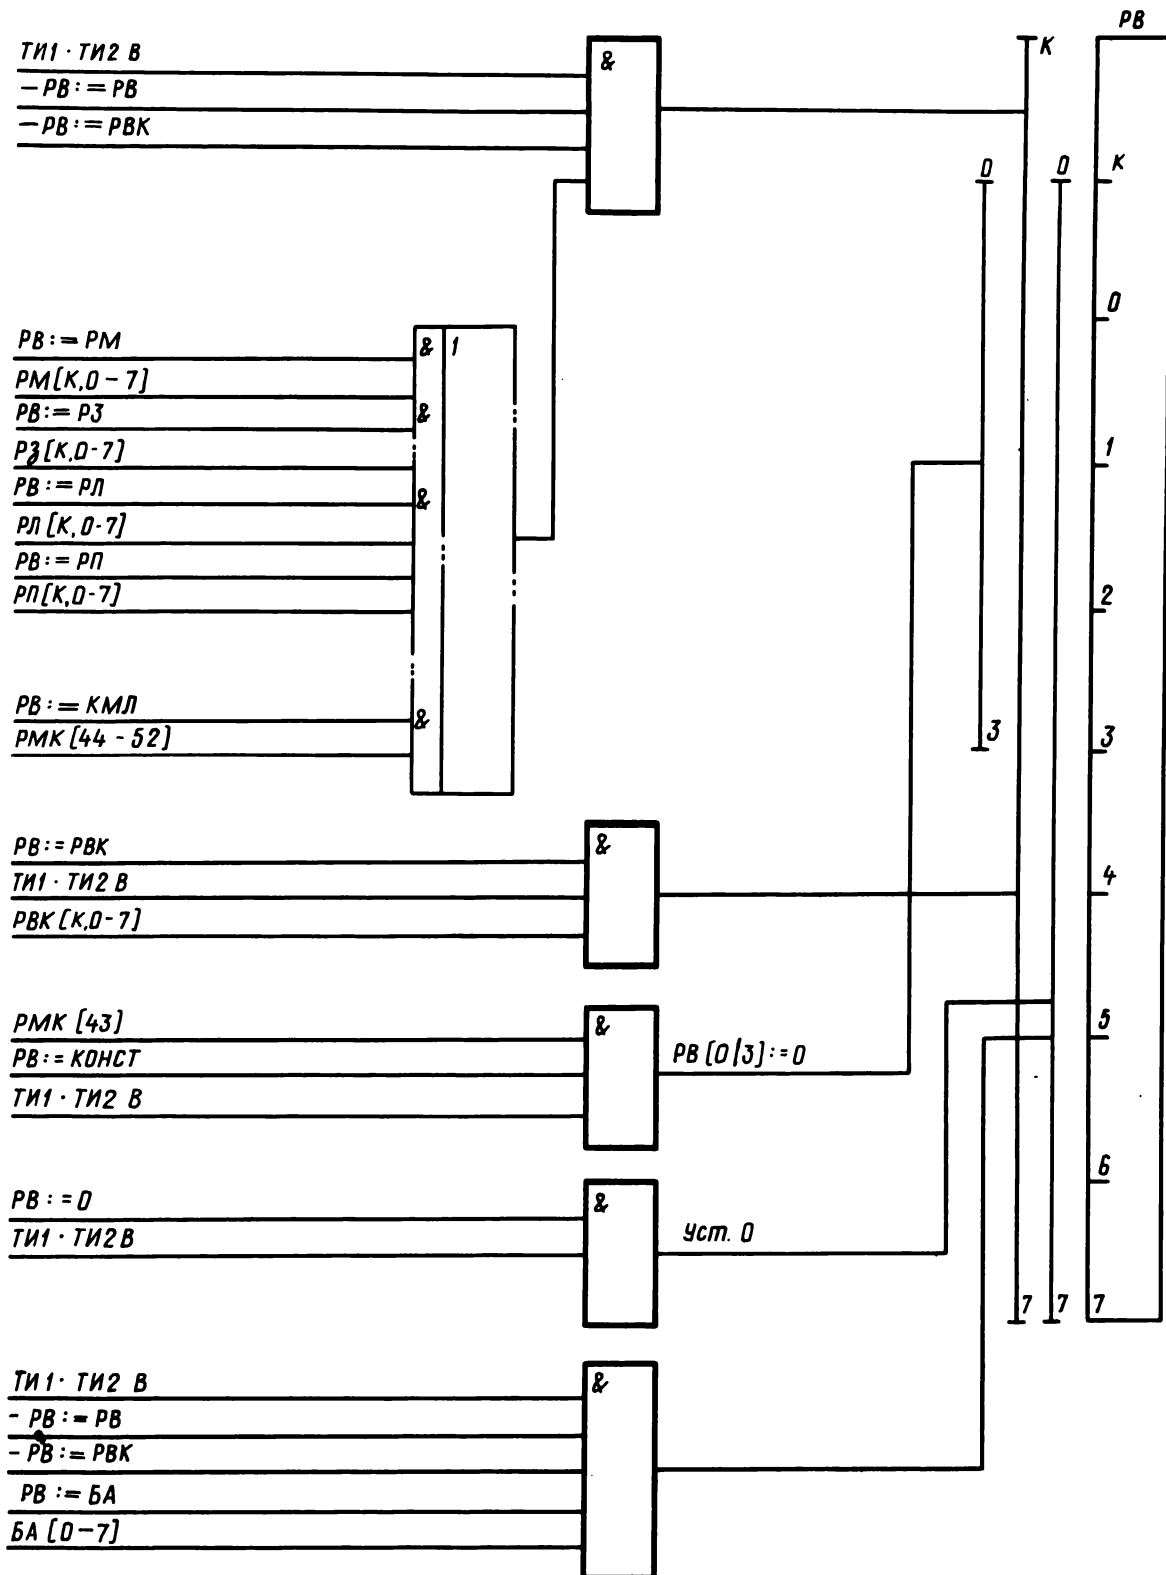 РВ
ТИ1 · ТИ2 В
&
К
— РВ := РВ
— РВ := РВК
0
0
К
0
РВ := РМ
& 1
РМ [К,0 - 7]
РВ := РЗ
&
РЗ [К,0-7]
1
РВ := РЛ
&
РЛ [К,0-7]
РВ := РП
РП [К,0-7]
2
РВ := КМЛ
&
3
3
РМК [44 - 52]
РВ := РВК
&
ТИ1 · ТИ2 В
4
РВК [К,0-7]
РМК [43]
&
5
РВ := КОНСТ
РВ [0/3] := 0
ТИ1 · ТИ2 В
6
РВ := 0
&
ТИ1 · ТИ2 В
Уст. 0
7
7
7
ТИ1 · ТИ2 В
&
- РВ := РВ
- РВ := РВК
РВ := БА
БА [0-7]